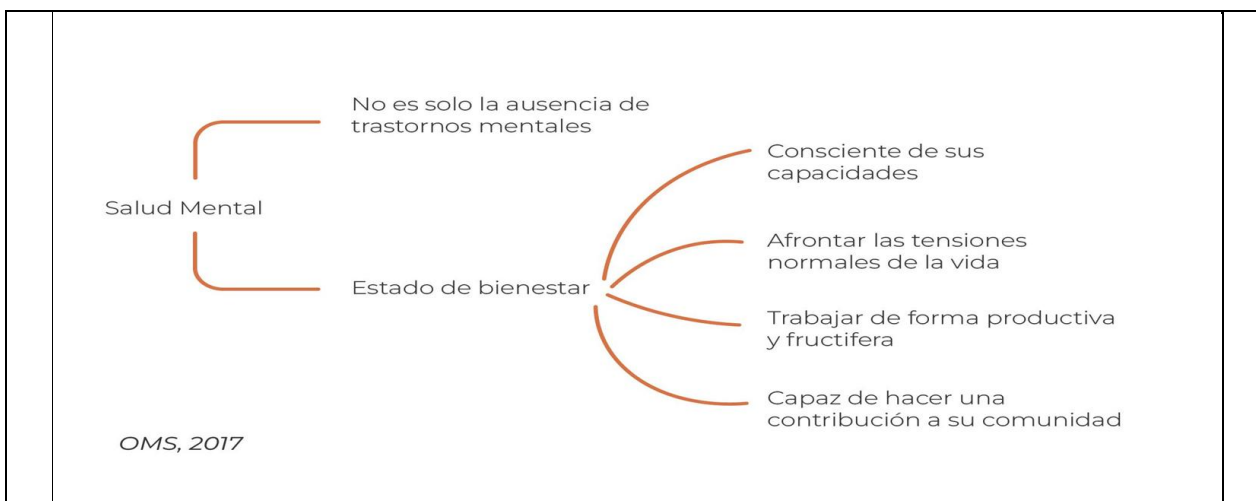 No es solo la ausencia de
trastornos mentales
Salud Mental
Estado de bienestar
Consciente de sus
capacidades
Afrontar las tensiones
normales de la vida
Trabajar de forma productiva
y fructifera
Capaz de hacer una
contribución a su comunidad
OMS, 2017